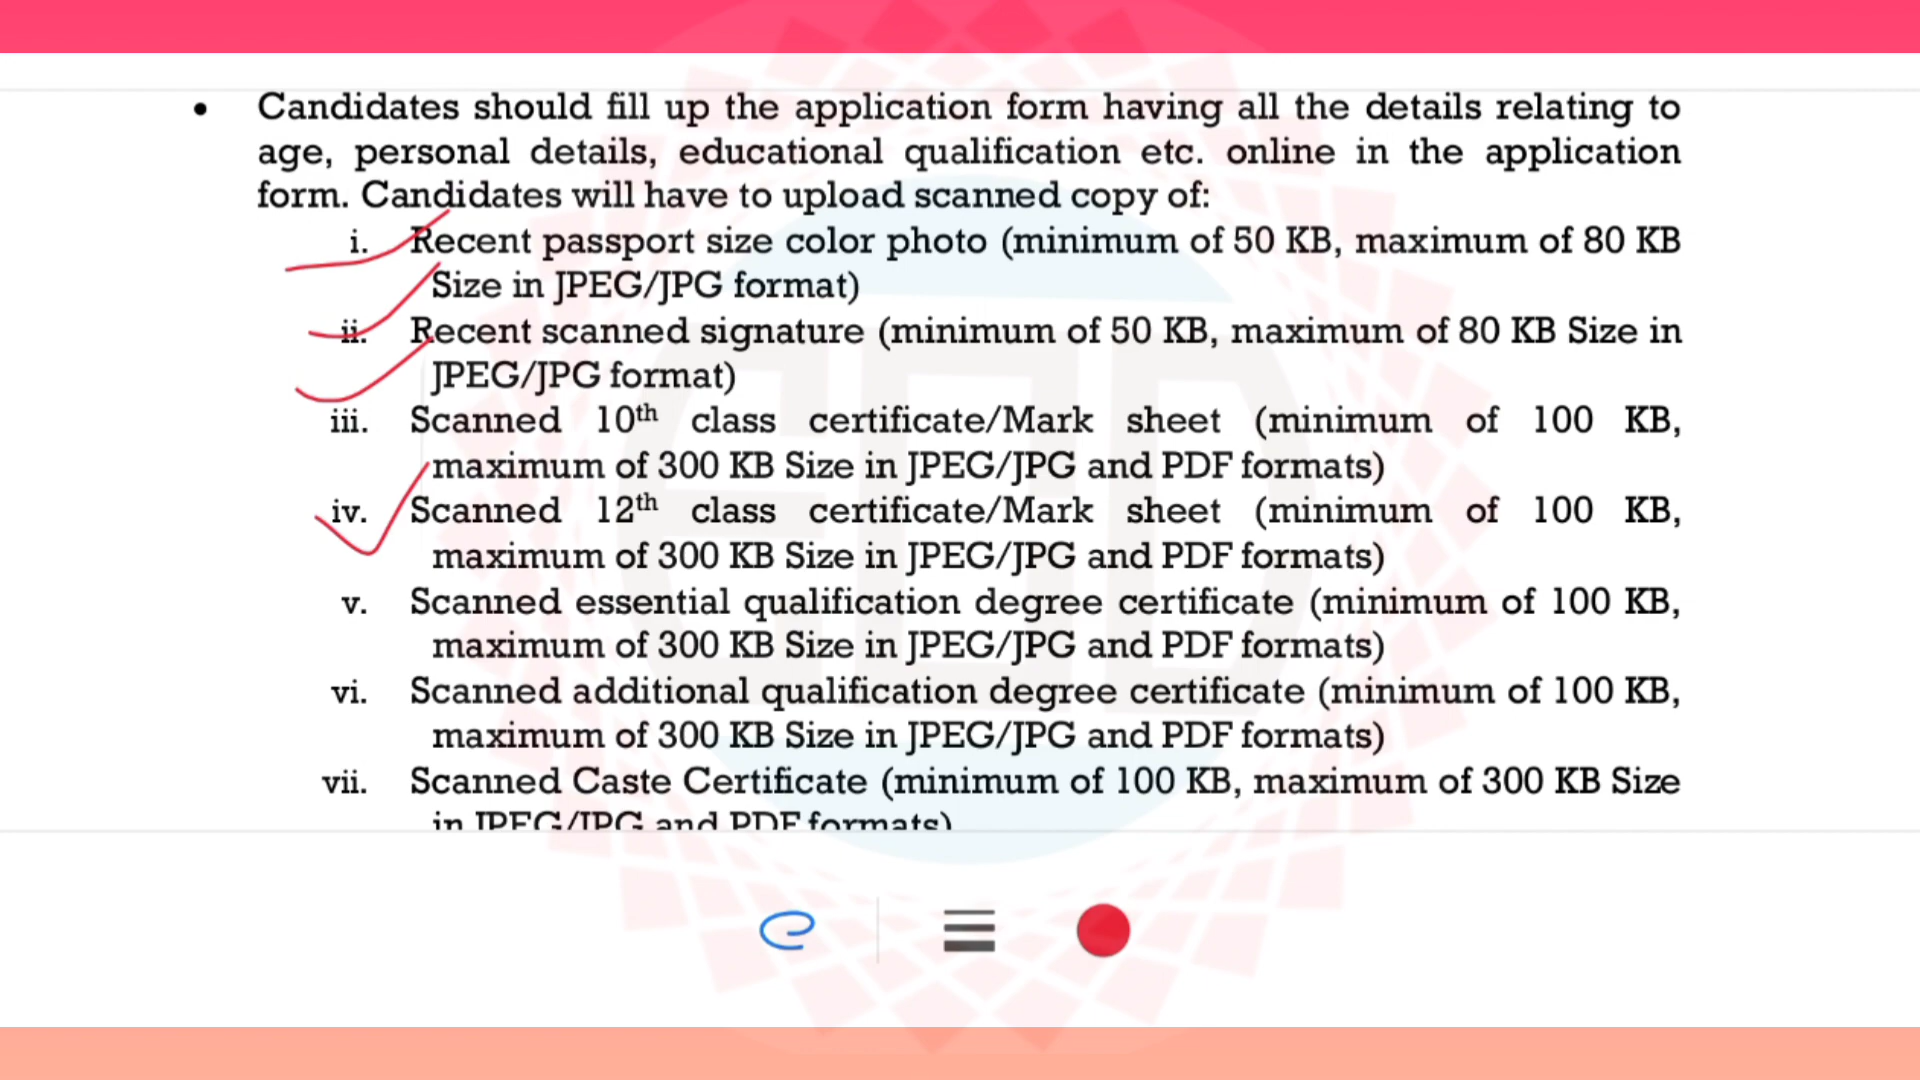 • Candidates should fill up the application form having all the details relating to
age, personal details, educational qualification etc. online in the application
form. Candidates will have to upload scanned copy of:
i. Recent passport size color photo (minimum of 50 KB, maximum of 80 KB
Size in JPEG/JPG format)
ii. Recent scanned signature (minimum of 50 KB, maximum of 80 KB Size in
JPEG/JPG format)
iii. Scanned 10th class certificate/Mark sheet (minimum of 100 KB,
maximum of 300 KB Size in JPEG/JPG and PDF formats)
iv. Scanned 12th class certificate/Mark sheet (minimum of 100 KB,
maximum of 300 KB Size in JPEG/JPG and PDF formats)
v. Scanned essential qualification degree certificate (minimum of 100 KB,
maximum of 300 KB Size in JPEG/JPG and PDF formats)
vi. Scanned additional qualification degree certificate (minimum of 100 KB,
maximum of 300 KB Size in JPEG/JPG and PDF formats)
vii. Scanned Caste Certificate (minimum of 100 KB, maximum of 300 KB Size
in JPEG/JPG and PDF formats)